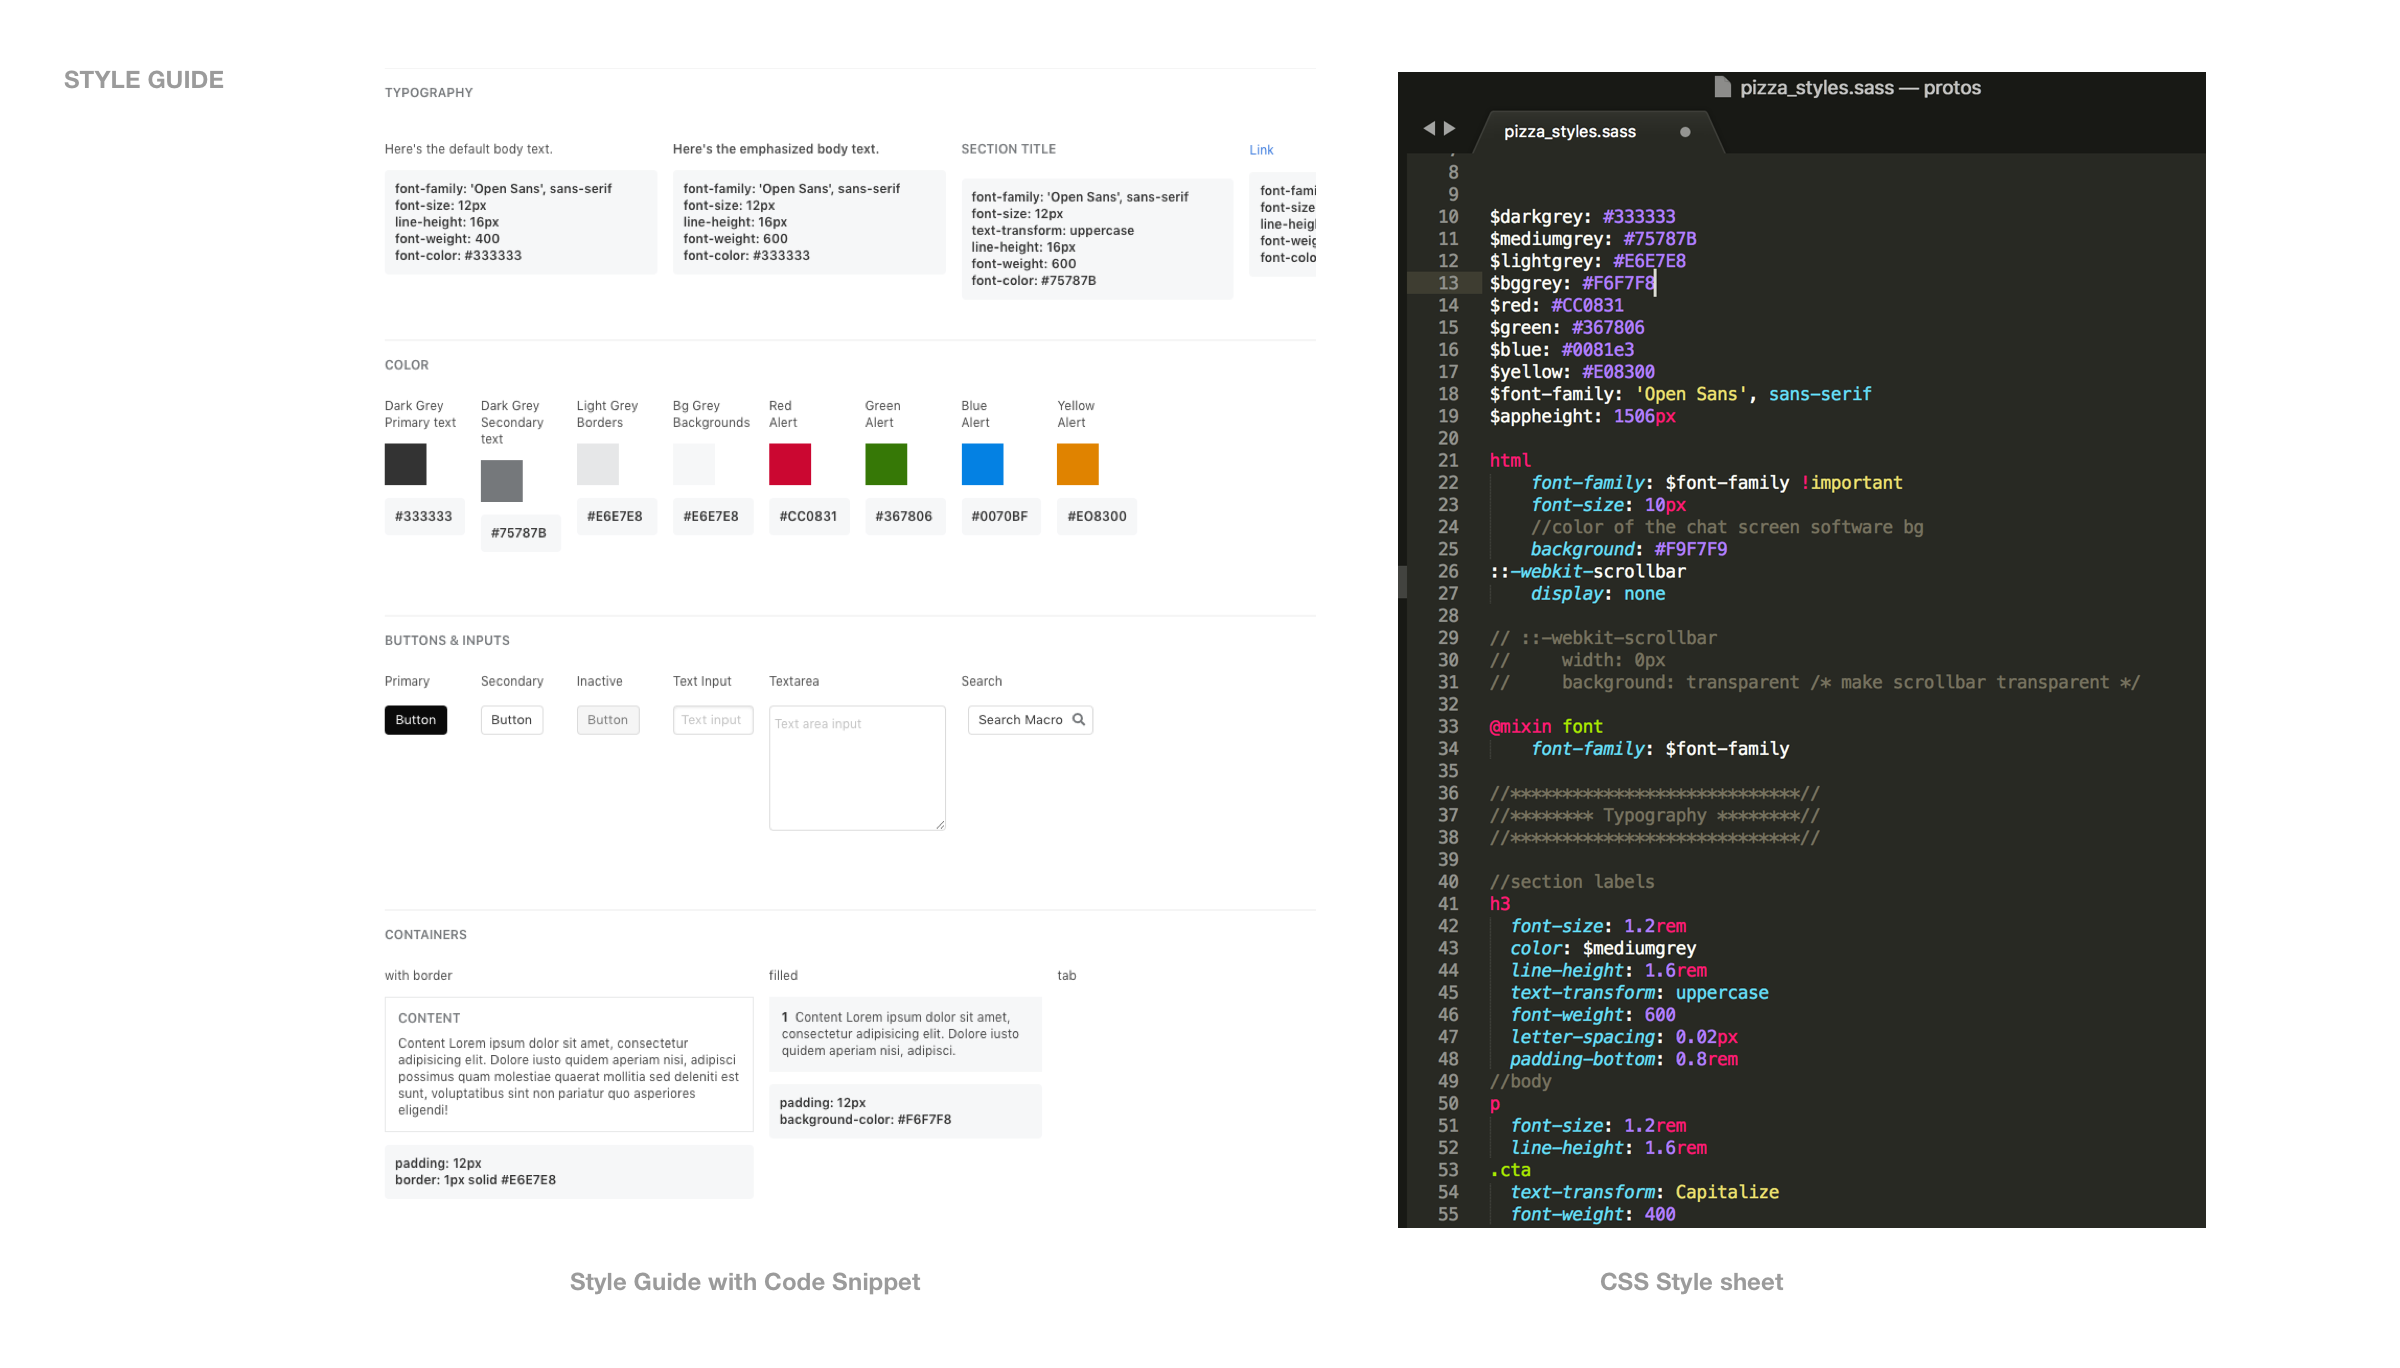 STYLE GUIDE
TYPOGRAPHY
Here's the default body text.
font-family: 'Open Sans', sans-serif
font-size: 12px
line-height: 16px
font-weight: 400
font-color: #333333
Here's the emphasized body text.
font-family: 'Open Sans', sans-serif
font-size: 12px
line-height: 16px
font-weight: 600
font-color: #333333
SECTION TITLE
font-family: 'Open Sans', sans-serif
font-size: 12px
text-transform: uppercase
line-height: 16px
font-weight: 600
font-color: #75787B
Link
font-fami
font-size
line-heig
font-weig
font-colo
COLOR
Dark Grey
Primary text
#333333
Dark Grey
Secondary
text
#75787B
Light Grey
Borders
#E6E7E8
Bg Grey
Backgrounds
#E6E7E8
Red
Alert
#CC0831
Green
Alert
#367806
Blue
Alert
#0070BF
Yellow
Alert
#EO8300
BUTTONS & INPUTS
Primary
Button
Secondary
Button
Inactive
Button
Text Input
Text input
Textarea
Text area input
Search
Search Macro
CONTAINERS
with border
CONTENT
Content Lorem ipsum dolor sit amet, consectetur
adipisicing elit. Dolore iusto quidem aperiam nisi, adipisci
possimus quam molestiae quaerat mollitia sed deleniti est
sunt, voluptatibus sint non pariatur quo asperiores
eligendi!
padding: 12px
border: 1px solid #E6E7E8
filled
1 Content Lorem ipsum dolor sit amet,
consectetur adipisicing elit. Dolore iusto
quidem aperiam nisi, adipisci.
padding: 12px
background-color: #F6F7F8
tab
Style Guide with Code Snippet
pizza_styles.sass — protos
pizza_styles.sass
8
9
10 $darkgrey: #333333
11 $mediumgrey: #75787B
12 $lightgrey: #E6E7E8
13 $bggrey: #F6F7F8
14 $red: #CC0831
15 $green: #367806
16 $blue: #0081e3
17 $yellow: #E08300
18 $font-family: 'Open Sans', sans-serif
19 $appheight: 1506px
20
21 html
22 font-family: $font-family !important
23 font-size: 10px
24 //color of the chat screen software bg
25 background: #F9F7F9
26 ::-webkit-scrollbar
27 display: none
28
29 // ::-webkit-scrollbar
30 // width: 0px
31 // background: transparent /* make scrollbar transparent */
32
33 @mixin font
34 font-family: $font-family
35
36 //****************************//
37 //******** Typography ********//
38 //****************************//
39
40 //section labels
41 h3
42 font-size: 1.2rem
43 color: $mediumgrey
44 line-height: 1.6rem
45 text-transform: uppercase
46 font-weight: 600
47 letter-spacing: 0.02px
48 padding-bottom: 0.8rem
49 //body
50 p
51 font-size: 1.2rem
52 line-height: 1.6rem
53 .cta
54 text-transform: Capitalize
55 font-weight: 400
CSS Style sheet